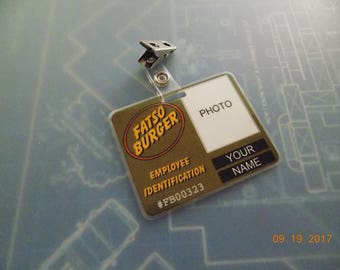 FATSO
BURGER
PHOTO
EMPLOYEE
IDENTIFICATION
#FB00323
YOUR
NAME
09.19.2017